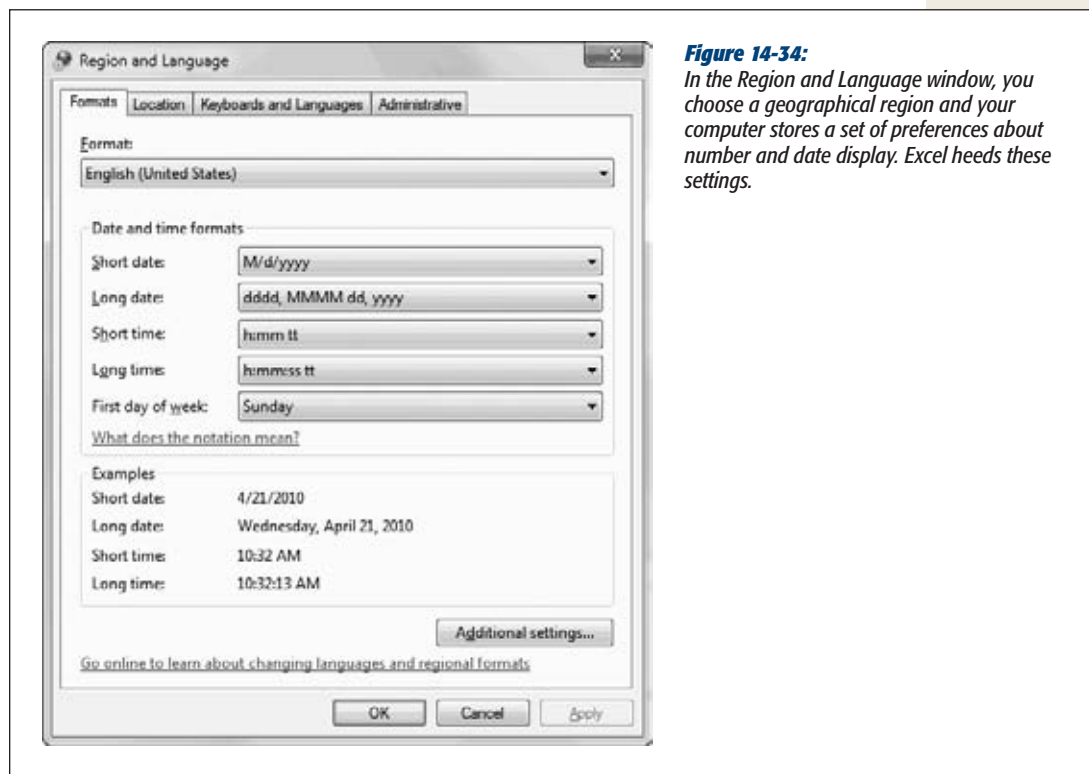 Region and Language
Formats Location Keyboards and Languages Administrative
Format:
English (United States)
Date and time formats
Short date: M/d/yyyy
Long date: dddd, MMMM dd, yyyy
Short time: h:mm tt
Long time: h:mm:ss tt
First day of week: Sunday
What does the notation mean?
Examples
Short date: 4/21/2010
Long date: Wednesday, April 21, 2010
Short time: 10:32 AM
Long time: 10:32:13 AM
Additional settings...
Go online to learn about changing languages and regional formats
OK Cancel Apply
Figure 14-34:
In the Region and Language window, you
choose a geographical region and your
computer stores a set of preferences about
number and date display. Excel heeds these
settings.